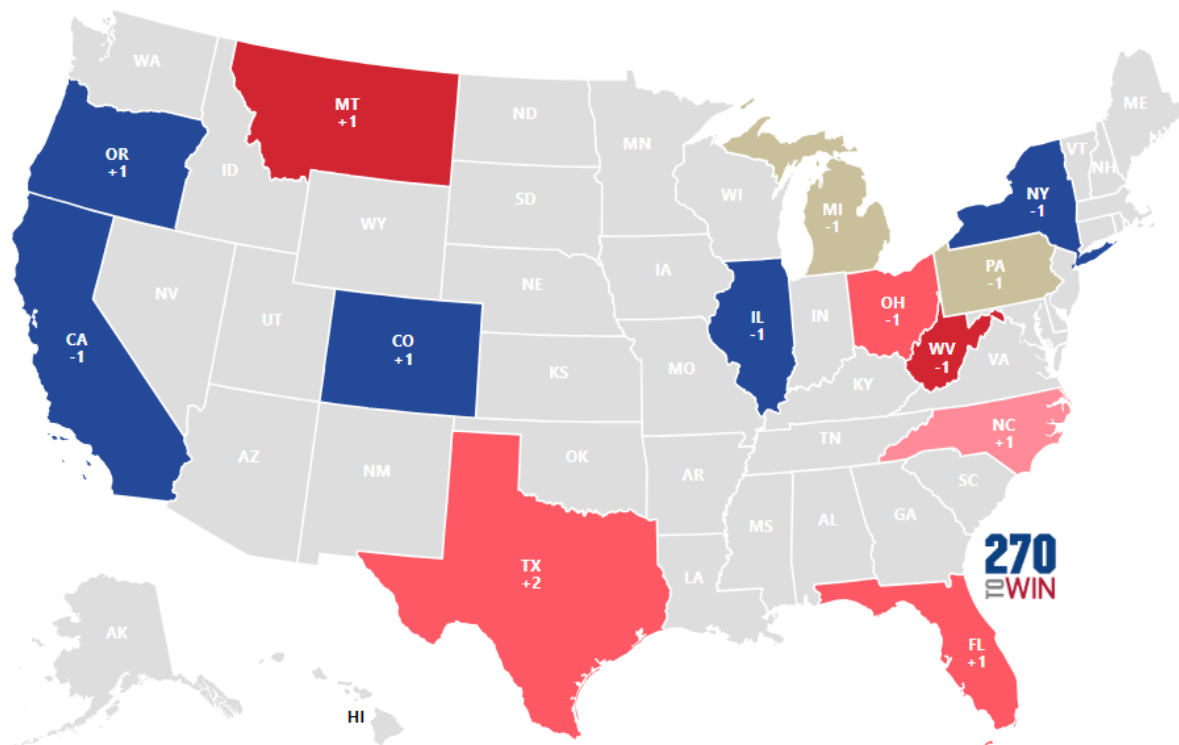 WA
MT
+1
ND
ME
OR
+1
ID
MN
VT
NH
WI
MI
-1
NY
-1
SD
WY
IA
PA
-1
NE
NV
OH
-1
UT
CO
+1
IL
-1
IN
CA
-1
WV
-1
VA
KS
MO
KY
NC
+1
TN
AZ
NM
OK
AR
SC
MS
AL
GA
TX
+2
LA
270
TO WIN
AK
FL
+1
HI